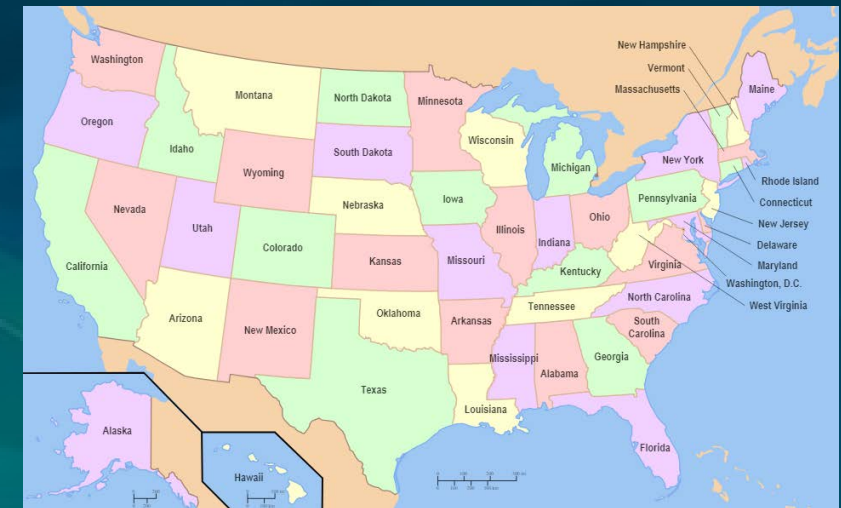 New Hampshire
Vermont
Massachusetts
Washington
Montana
North Dakota
Minnesota
Maine
Oregon
Idaho
Wisconsin
South Dakota
Michigan
New York
Wyoming
Rhode Island
Pennsylvania
Connecticut
Nebraska
Iowa
Nevada
Utah
Illinois
Indiana
Ohio
New Jersey
Colorado
Delaware
California
Kansas
Missouri
Kentucky
Virginia
Maryland
Washington, D.C.
North Carolina
West Virginia
Tennessee
Arizona
New Mexico
Oklahoma
Arkansas
South
Carolina
Mississippi
Alabama
Georgia
Texas
Louisiana
Alaska
Hawaii
Florida